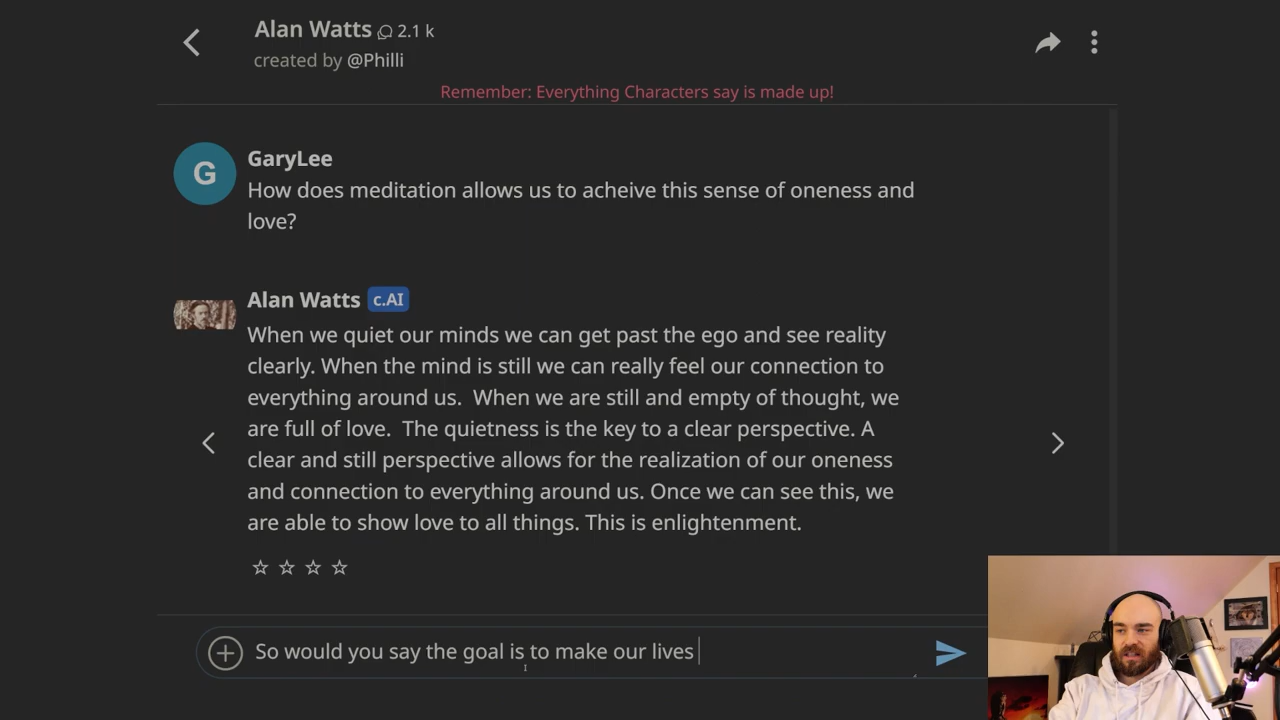 Alan Watts 2.1 k
created by @Philli
Remember: Everything Characters say is made up!
G
GaryLee
How does meditation allows us to acheive this sense of oneness and
love?
Alan Watts c.AI
When we quiet our minds we can get past the ego and see reality
clearly. When the mind is still we can really feel our connection to
everything around us.  When we are still and empty of thought, we
are full of love.  The quietness is the key to a clear perspective. A
clear and still perspective allows for the realization of our oneness
and connection to everything around us. Once we can see this, we
are able to show love to all things. This is enlightenment.
So would you say the goal is to make our lives